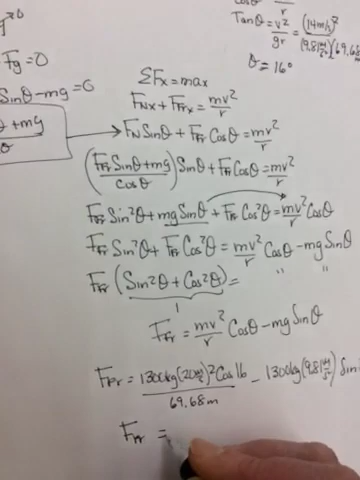 Cosθ
r
Tanθ = v²/gr = (14m/s)²/(9.81m/s²)(69.68
θ = 16°
Fg = 0
Sinθ - mg = 0
θ + mg
θ
ΣFx = max
FNx + Ffrx = mv²/r
FN Sinθ + Ffr Cosθ = mv²/r
(Ffr Sinθ + mg / Cosθ) Sinθ + Ffr Cosθ = mv²/r
Ffr Sin²θ + mg Sinθ + Ffr Cos²θ = mv²/r Cosθ
Ffr Sin²θ + Ffr Cos²θ = mv²/r Cosθ - mg Sinθ
Ffr (Sin²θ + Cos²θ) = " "
1
Ffr = mv²/r Cosθ - mg Sinθ
Ffr = 1300kg(20m/s)² Cos16 / 69.68m - 1300kg(9.81m/s²) Sin
Ffr =